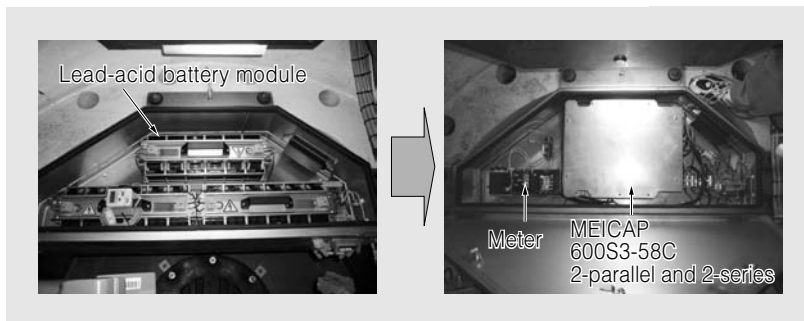 Lead-acid battery module
Meter
MEICAP
600S3-58C
2-parallel and 2-series